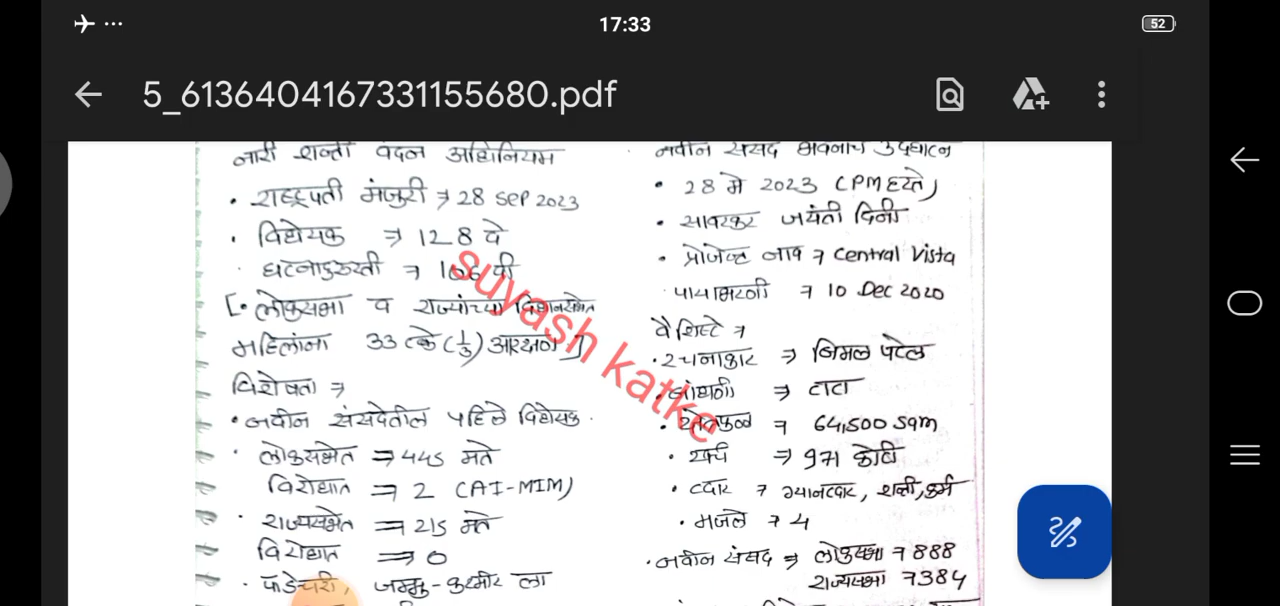 17:33
52
5_6136404167331155680.pdf
नारी शक्ती वंदन अधिनियम
• राष्ट्रपती मंजुरी → 28 Sep 2023
• विधेयक ⇒ 128 वे
• घटनादुरुस्ती ⇒ 106 वी
[• लोकसभा व राज्यांच्या विधानसभेत
महिलांना 33 टक्के (1/3) आरक्षण]
विशेषता ⇒
• नवीन संसदेतील पहिले विधेयक.
• लोकसभेत ⇒ 445 मते
विरोधात ⇒ 2 (AI-MIM)
• राज्यसभेत ⇒ 215 मते
विरोधात ⇒ 0
जम्मु-कश्मीर ला
नवीन संसद भवनाचे उद्घाटन
• 28 मे 2023 (PM हस्ते)
• सावरकर जयंती दिनी
• प्रोजेक्ट नाव → Central Vista
पायाभरणी → 10 Dec 2020
वैशिष्टे →
• रचनाकार ⇒ बिमल पटेल
• बांधणी ⇒ टाटा
• क्षेत्रफळ → 64,500 sqm
• खर्च ⇒ 971 कोटी
• द्वार → ग्यानद्वार, शक्ती, कर्म
• मजले → 4
• नवीन संसद ⇒ लोकसभा → 888
राज्यसभा → 384
suyash katke